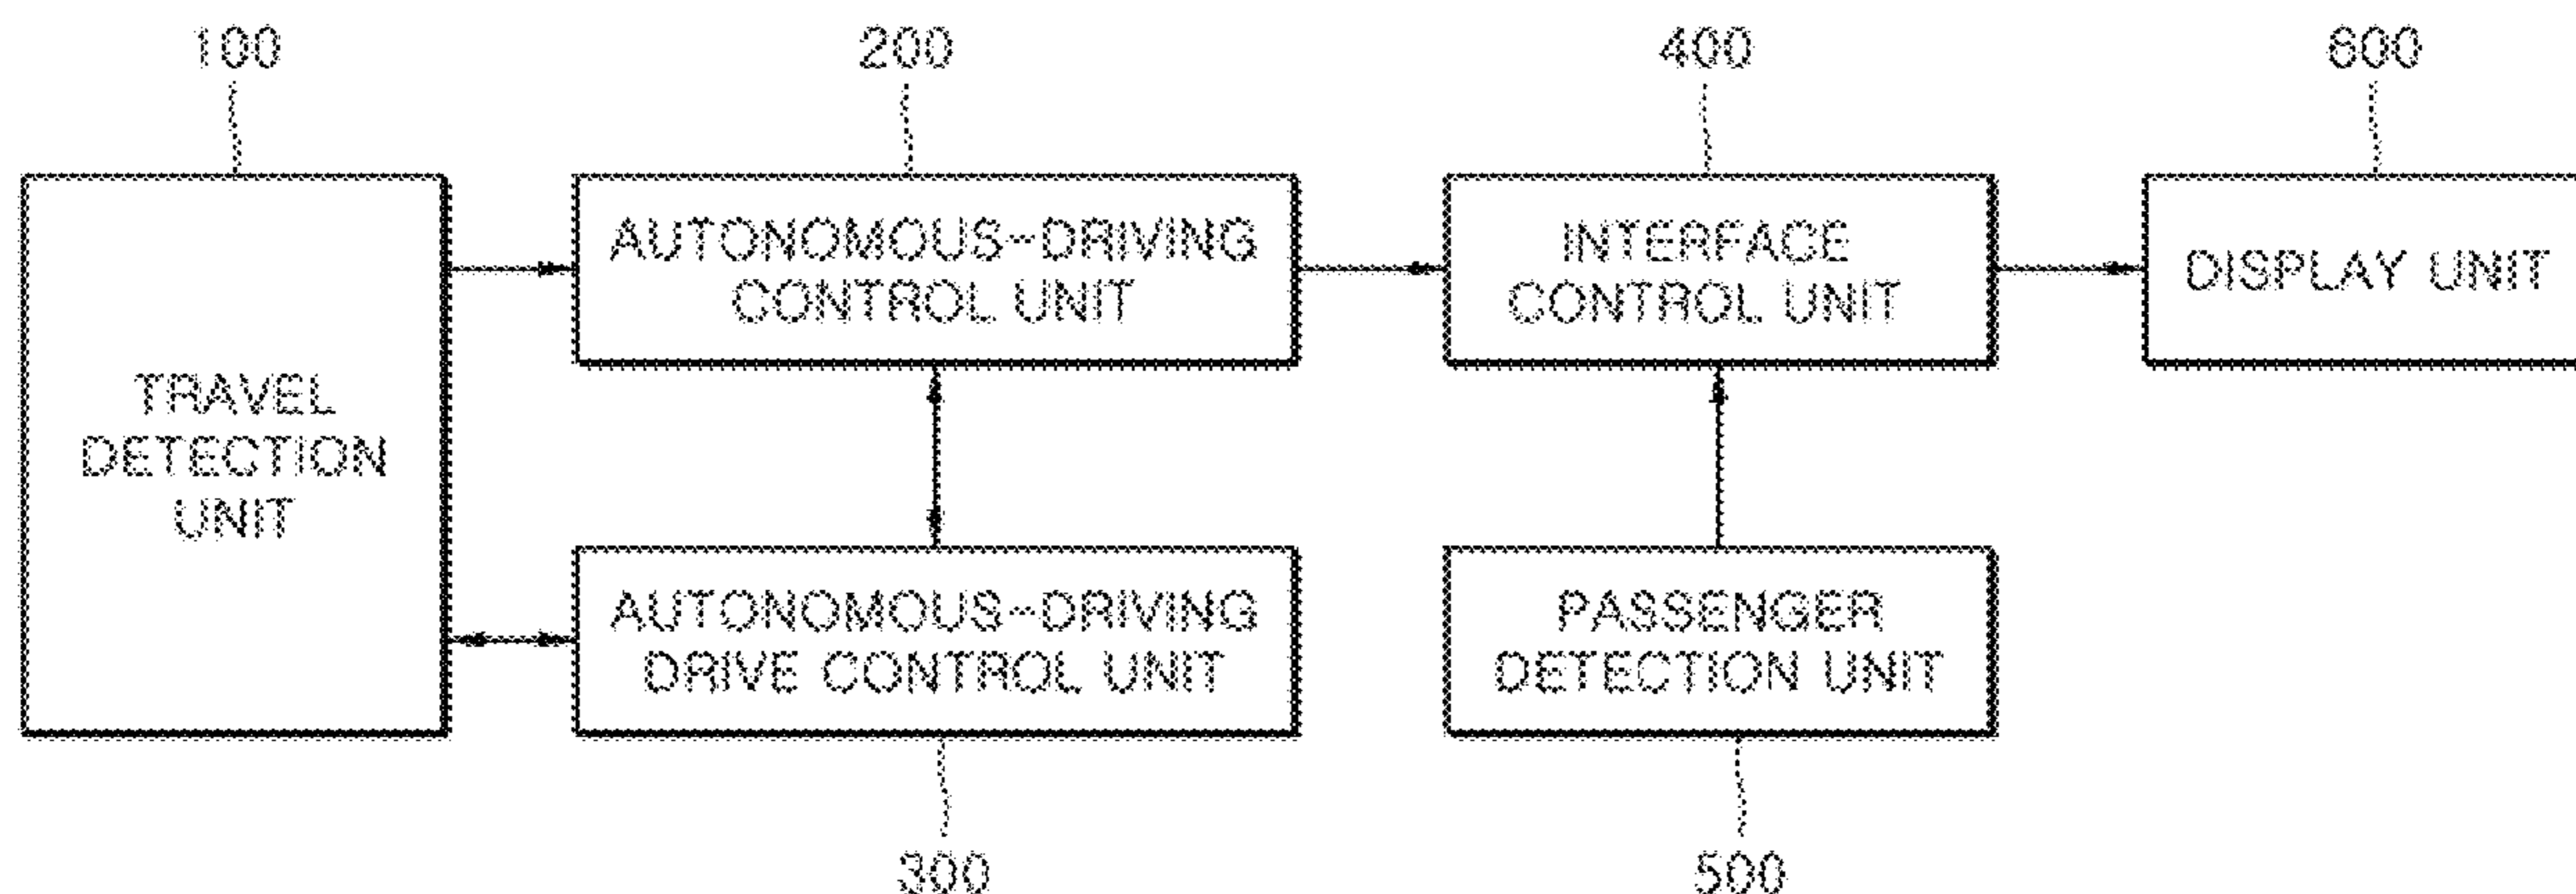 100
200
400
600
TRAVEL
DETECTION
UNIT
AUTONOMOUS-DRIVING
CONTROL UNIT
INTERFACE
CONTROL UNIT
DISPLAY UNIT
AUTONOMOUS-DRIVING
DRIVE CONTROL UNIT
PASSENGER
DETECTION UNIT
300
500